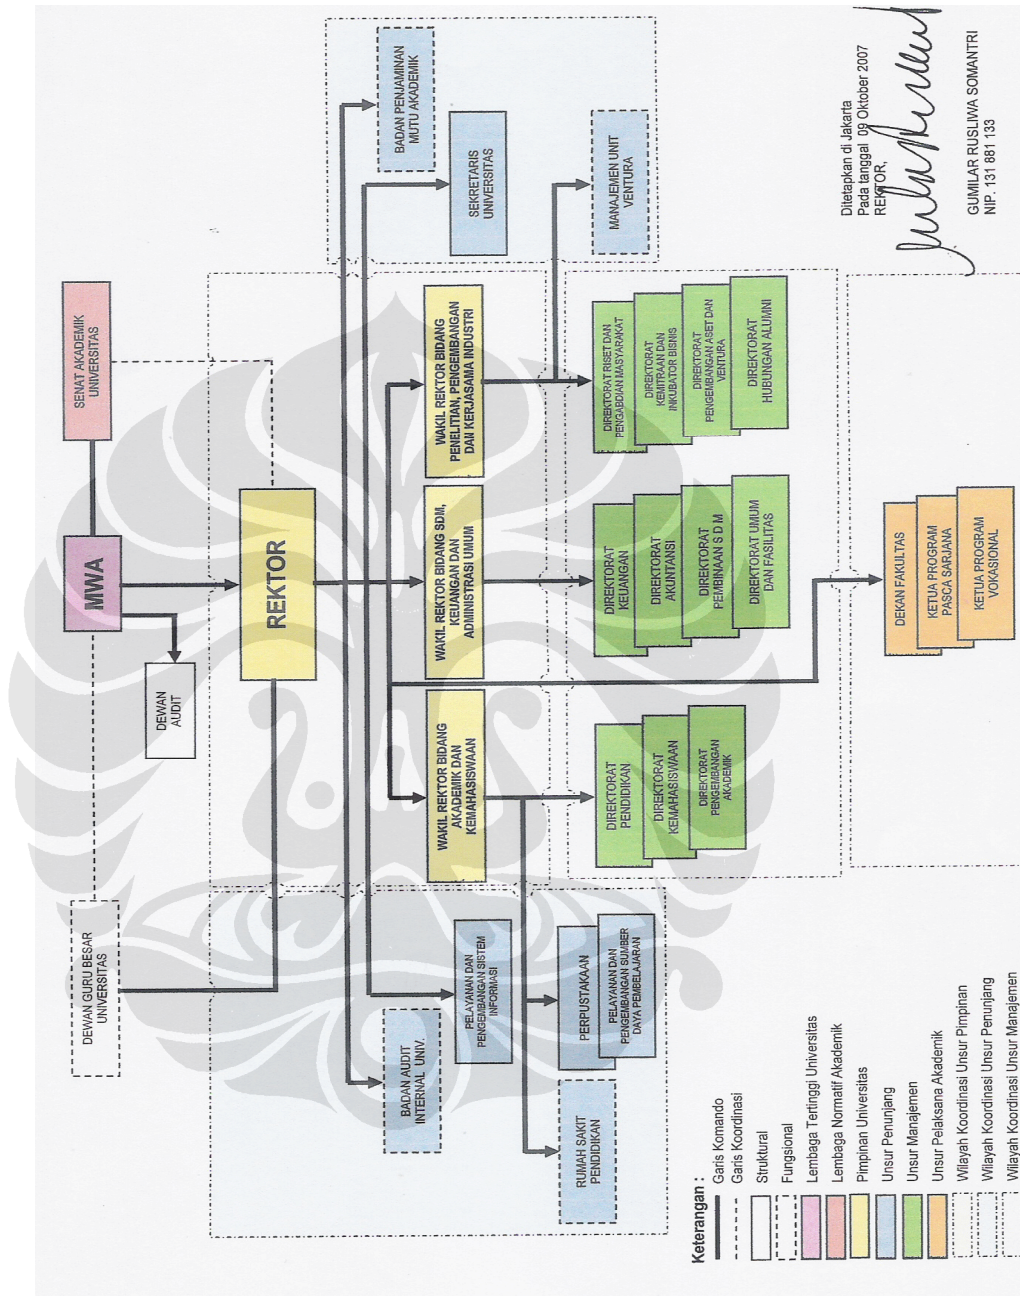 SENAT AKADEMIK
UNIVERSITAS
MWA
DEWAN GURU BESAR
UNIVERSITAS
DEWAN
AUDIT
REKTOR
BADAN PENJAMINAN
MUTU AKADEMIK
SEKRETARIS
UNIVERSITAS
BADAN AUDIT
INTERNAL UNIV.
PELAYANAN DAN
PENGEMBANGAN SISTEM
INFORMASI
WAKIL REKTOR BIDANG
AKADEMIK DAN
KEMAHASISWAAN
WAKIL REKTOR BIDANG SDM,
KEUANGAN DAN
ADMINISTRASI UMUM
WAKIL REKTOR BIDANG
PENELITIAN, PENGEMBANGAN
DAN KERJASAMA INDUSTRI
RUMAH SAKIT
PENDIDIKAN
PERPUSTAKAAN
PELAYANAN DAN
PENGEMBANGAN SUMBER
DAYA PEMBELAJARAN
DIREKTORAT
PENDIDIKAN
DIREKTORAT
KEMAHASISWAAN
DIREKTORAT
PENGEMBANGAN
AKADEMIK
DIREKTORAT
KEUANGAN
DIREKTORAT
AKUNTANSI
DIREKTORAT
PEMBINAAN S D M
DIREKTORAT UMUM
DAN FASILITAS
DIREKTORAT RISET DAN
PENGABDIAN MASYARAKAT
DIREKTORAT
KEMITRAAN DAN
INKUBATOR BISNIS
DIREKTORAT
PENGEMBANGAN ASET DAN
VENTURA
DIREKTORAT
HUBUNGAN ALUMNI
MANAJEMEN UNIT
VENTURA
DEKAN FAKULTAS
KETUA PROGRAM
PASCA SARJANA
KETUA PROGRAM
VOKASIONAL
Keterangan :
Garis Komando
Garis Koordinasi
Struktural
Fungsional
Lembaga Tertinggi Universitas
Lembaga Normatif Akademik
Pimpinan Universitas
Unsur Penunjang
Unsur Manajemen
Unsur Pelaksana Akademik
Wilayah Koordinasi Unsur Pimpinan
Wilayah Koordinasi Unsur Penunjang
Wilayah Koordinasi Unsur Manajemen
Ditetapkan di Jakarta
Pada tanggal 09 Oktober 2007
REKTOR,
GUMILAR RUSLIWA SOMANTRI
NIP. 131 881 133